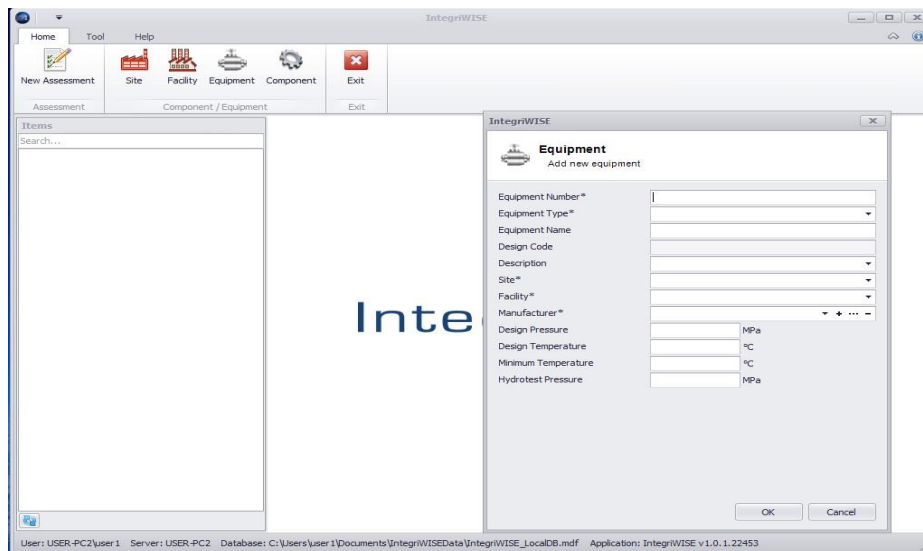 IntegriWISE
Home Tool Help
New Assessment Site Facility Equipment Component Exit
Assessment Component / Equipment Exit
Items
Search...
Inte
IntegriWISE
Equipment
Add new equipment
Equipment Number*
Equipment Type*
Equipment Name
Design Code
Description
Site*
Facility*
Manufacturer*
Design Pressure MPa
Design Temperature °C
Minimum Temperature °C
Hydrotest Pressure MPa
OK Cancel
User: USER-PC2\user1 Server: USER-PC2 Database: C:\Users\user1\Documents\IntegriWISEData\IntegriWISE_LocalDB.mdf Application: IntegriWISE v1.0.1.22453